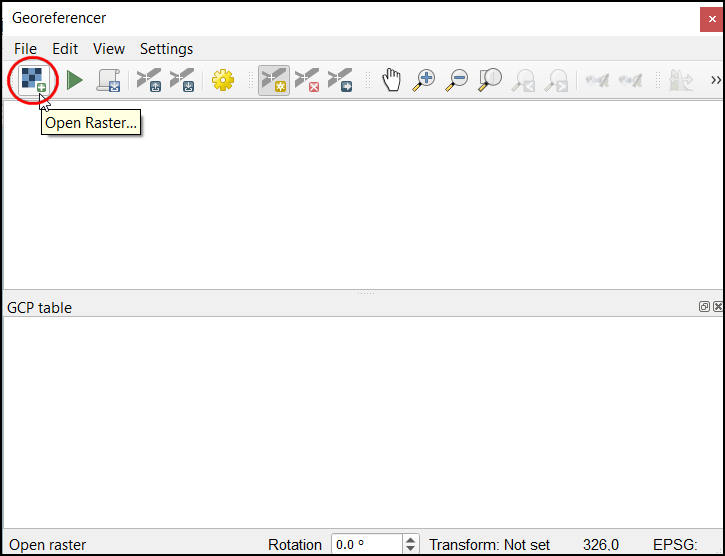 Georeferencer
File Edit View Settings
Open Raster...
GCP table
Open raster Rotation 0.0 ° Transform: Not set 326.0 EPSG: